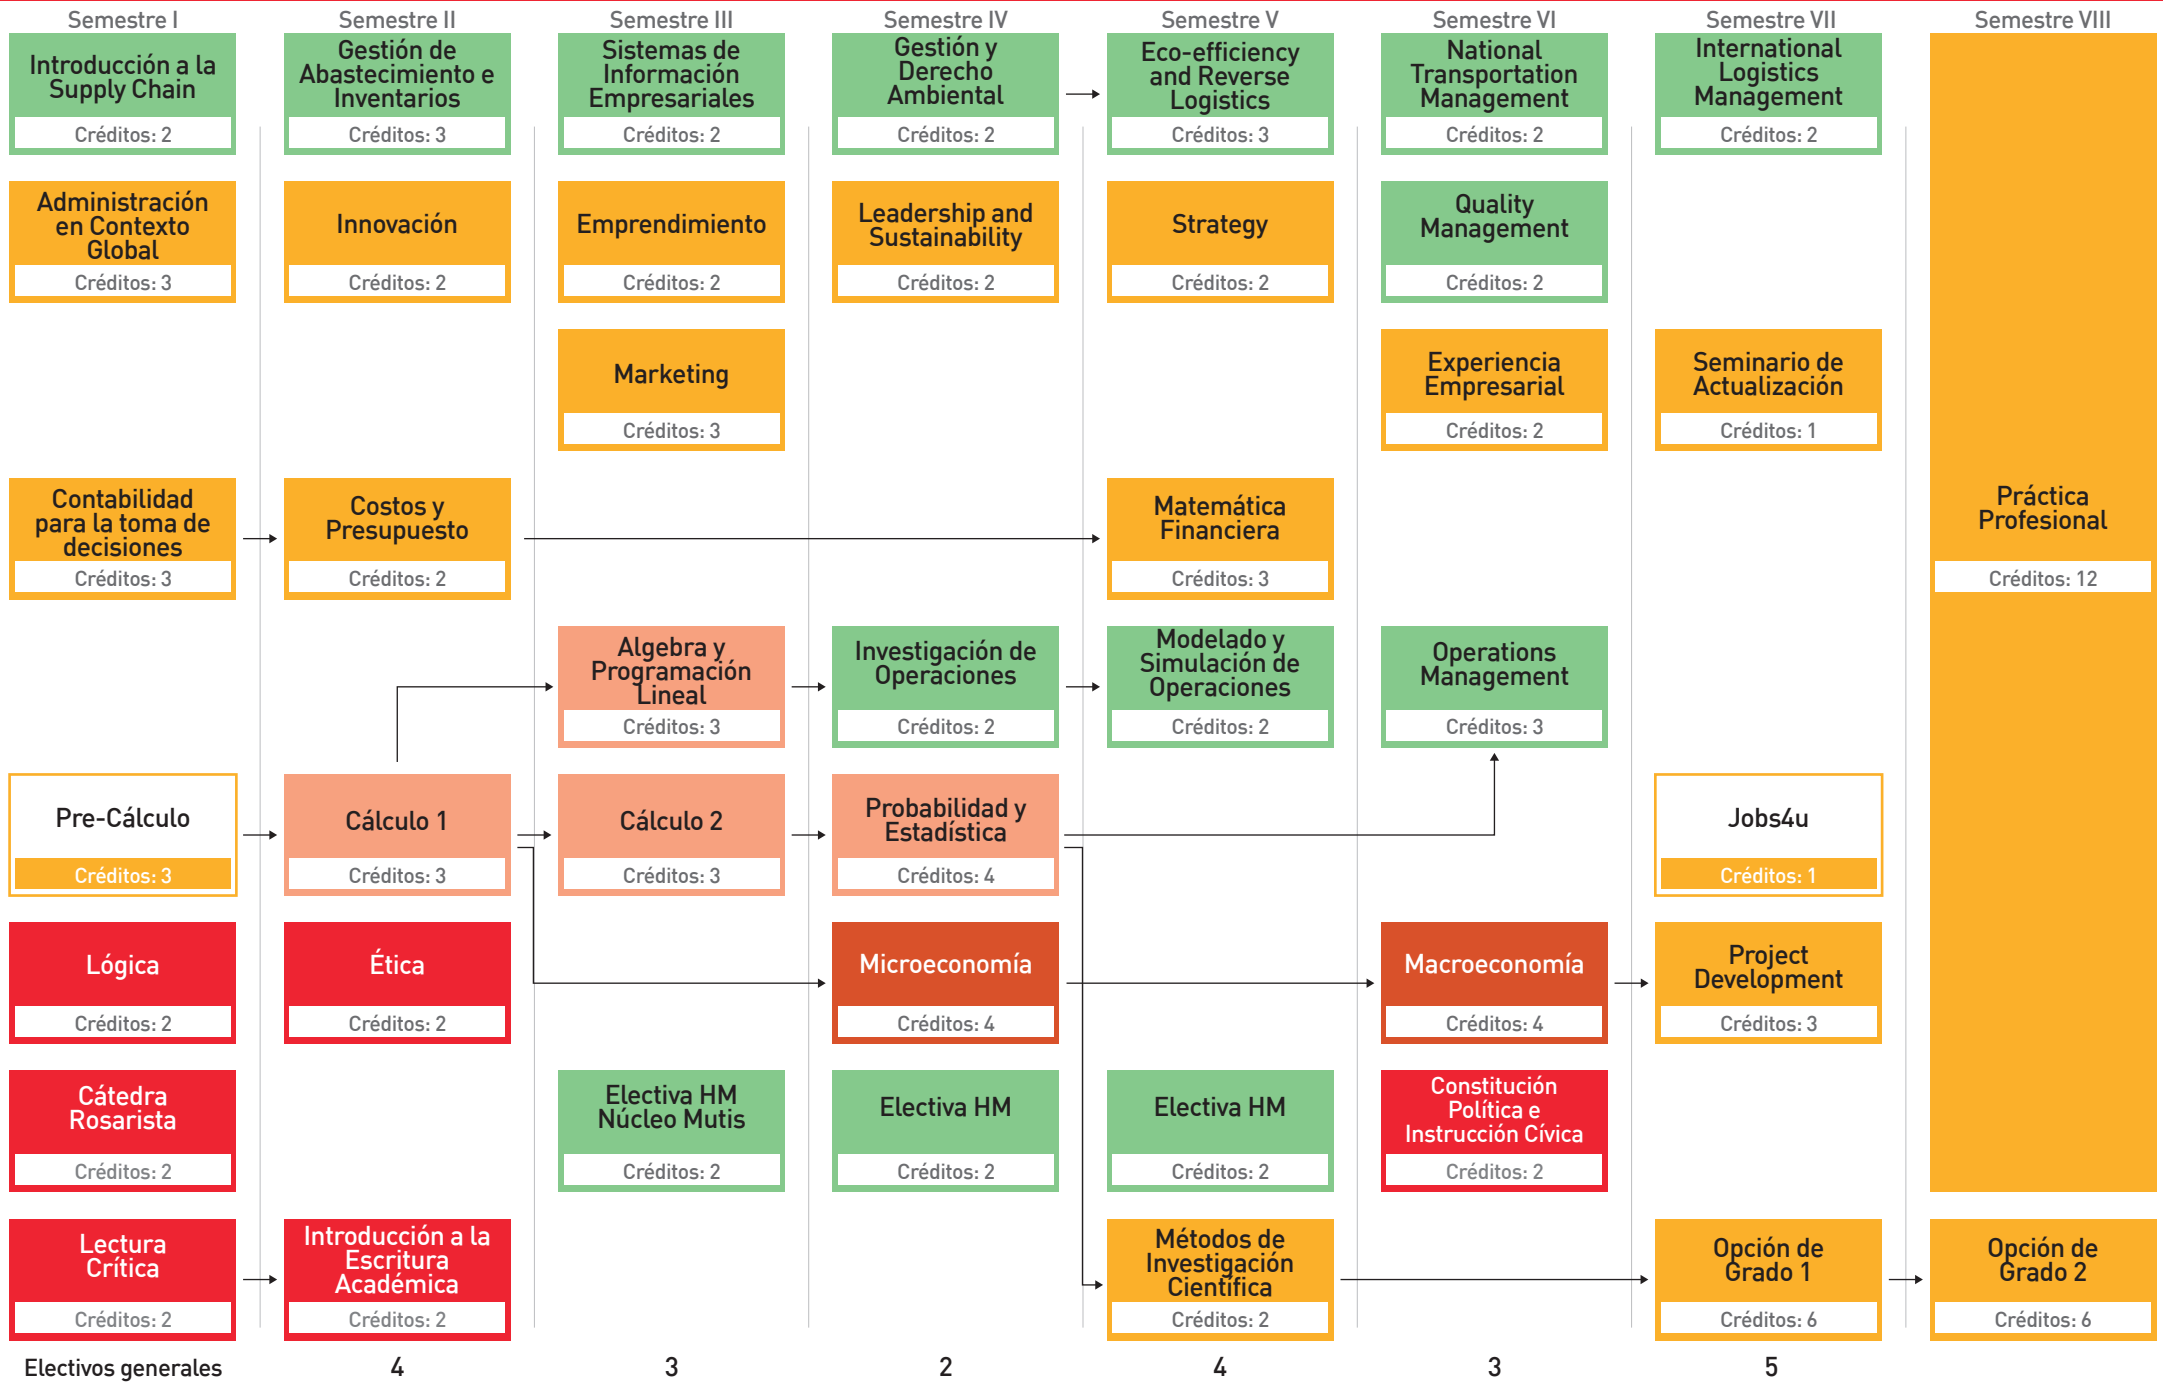 Semestre I
Semestre II
Semestre III
Semestre IV
Semestre V
Semestre VI
Semestre VII
Semestre VIII
Introducción a la
Supply Chain
Créditos: 2
Gestión de
Abastecimiento e
Inventarios
Créditos: 3
Sistemas de
Información
Empresariales
Créditos: 2
Gestión y
Derecho
Ambiental
Créditos: 2
Eco-efficiency
and Reverse
Logistics
Créditos: 3
National
Transportation
Management
Créditos: 2
International
Logistics
Management
Créditos: 2
Administración
en Contexto
Global
Créditos: 3
Innovación
Créditos: 2
Emprendimiento
Créditos: 2
Leadership and
Sustainability
Créditos: 2
Strategy
Créditos: 2
Quality
Management
Créditos: 2
Marketing
Créditos: 3
Experiencia
Empresarial
Créditos: 2
Seminario de
Actualización
Créditos: 1
Contabilidad
para la toma de
decisiones
Créditos: 3
Costos y
Presupuesto
Créditos: 2
Matemática
Financiera
Créditos: 3
Práctica
Profesional
Créditos: 12
Algebra y
Programación
Lineal
Créditos: 3
Investigación de
Operaciones
Créditos: 2
Modelado y
Simulación de
Operaciones
Créditos: 2
Operations
Management
Créditos: 3
Pre-Cálculo
Créditos: 3
Cálculo 1
Créditos: 3
Cálculo 2
Créditos: 3
Probabilidad y
Estadística
Créditos: 4
Jobs4u
Créditos: 1
Lógica
Créditos: 2
Ética
Créditos: 2
Microeconomía
Créditos: 4
Macroeconomía
Créditos: 4
Project
Development
Créditos: 3
Cátedra
Rosarista
Créditos: 2
Electiva HM
Núcleo Mutis
Créditos: 2
Electiva HM
Créditos: 2
Electiva HM
Créditos: 2
Constitución
Política e
Instrucción Cívica
Créditos: 2
Lectura
Crítica
Créditos: 2
Introducción a la
Escritura
Académica
Créditos: 2
Métodos de
Investigación
Científica
Créditos: 2
Opción de
Grado 1
Créditos: 6
Opción de
Grado 2
Créditos: 6
Electivos generales
4
3
2
4
3
5